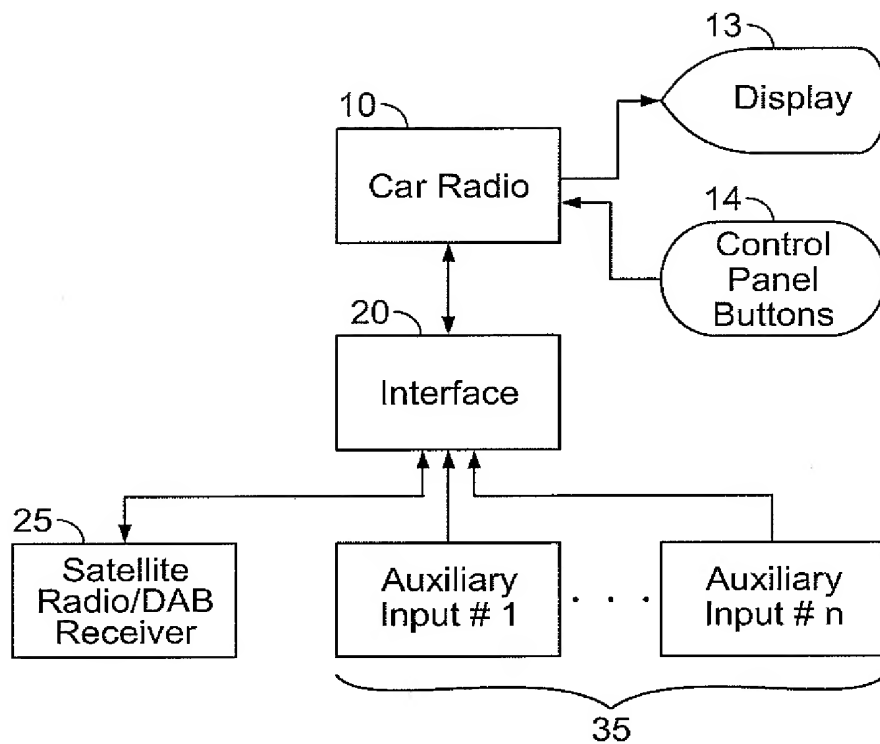 13
Display
10
Car Radio
14
Control
Panel
Buttons
20
Interface
25
Satellite
Radio/DAB
Receiver
Auxiliary
Input # 1
. . .
Auxiliary
Input # n
35